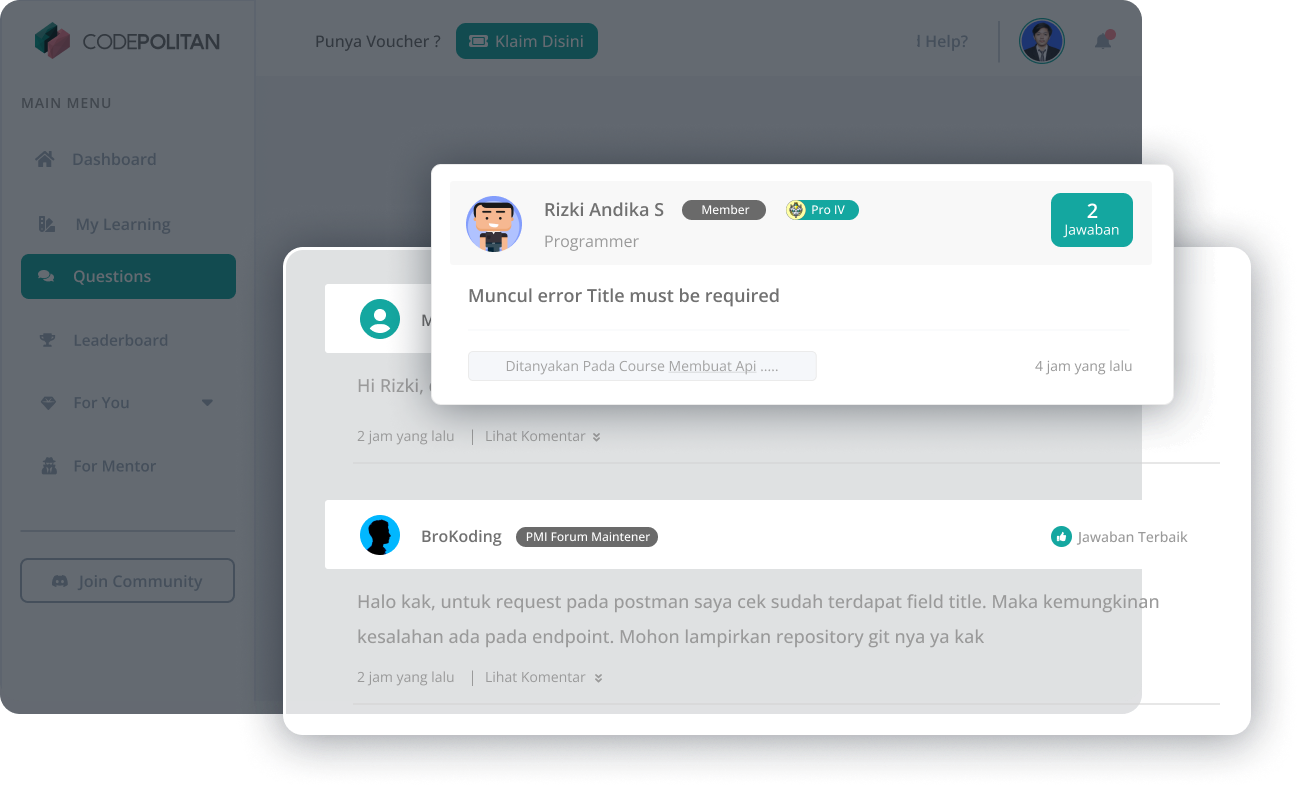 CODEPOLITAN
Punya Voucher ?
Klaim Disini
Help?
MAIN MENU
Dashboard
My Learning
Questions
Leaderboard
For You
For Mentor
Join Community
Rizki Andika S
Member
Pro IV
Programmer
2
Jawaban
Muncul error Title must be required
Ditanyakan Pada Course Membuat Api .....
4 jam yang lalu
Hi Rizki,
2 jam yang lalu
Lihat Komentar
BroKoding
PMI Forum Maintener
Jawaban Terbaik
Halo kak, untuk request pada postman saya cek sudah terdapat field title. Maka kemungkinan
kesalahan ada pada endpoint. Mohon lampirkan repository git nya ya kak
2 jam yang lalu
Lihat Komentar